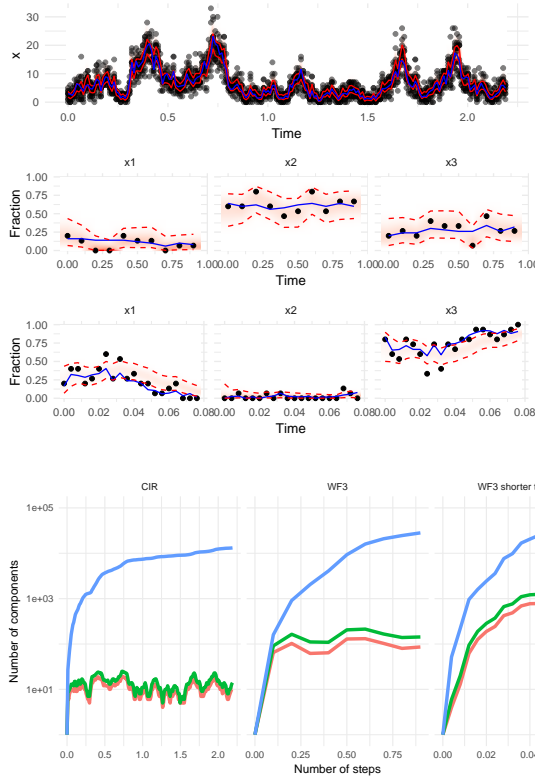 30
20
10
0
x
0.0 0.5 1.0 1.5 2.0
Time
x1 x2 x3
1.00
0.75
0.50
0.25
0.00
Fraction
0.00 0.25 0.50 0.75 1.00 0.00 0.25 0.50 0.75 1.00 0.00 0.25 0.50 0.75 1.00
Time
x1 x2 x3
1.00
0.75
0.50
0.25
0.00
Fraction
0.00 0.02 0.04 0.06 0.08 0.00 0.02 0.04 0.06 0.08 0.00 0.02 0.04 0.06 0.08
Time
CIR WF3 WF3 shorter
1e+05
1e+03
1e+01
Number of components
0.0 0.5 1.0 1.5 2.0 0.00 0.25 0.50 0.75 0.00 0.02
Number of steps